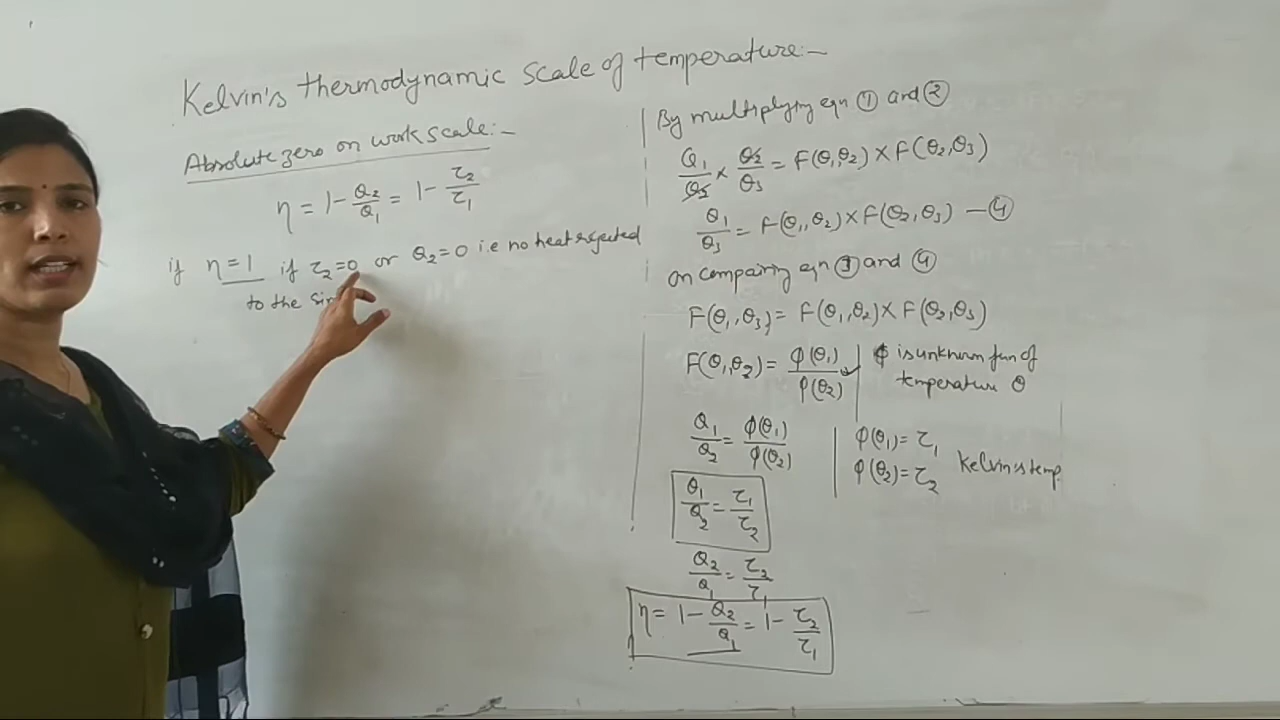 Kelvin's thermodynamic scale of temperature:-
Absolute zero on work scale:-
η = 1 - Q₂/Q₁ = 1 - τ₂/τ₁
if η = 1 if τ₂=0 or Q₂=0 i.e no heat rejected
to the
By multiplying eqn ① and ②
Q₁/Q₂ × Q₂/Q₃ = F(θ₁,θ₂) × F(θ₂,θ₃)
Q₁/Q₃ = F(θ₁,θ₂) × F(θ₂,θ₃) — ④
on comparing eqn ③ and ④
F(θ₁,θ₃) = F(θ₁,θ₂) × F(θ₂,θ₃)
F(θ₁,θ₂) = φ(θ₁)/φ(θ₂)
φ is unknown fun of
temperature θ
Q₁/Q₂ = φ(θ₁)/φ(θ₂)
φ(θ₁) = τ₁
φ(θ₂) = τ₂ Kelvin's temp
Q₁/Q₂ = τ₁/τ₂
Q₂/Q₁ = τ₂/τ₁
η = 1 - Q₂/Q₁ = 1 - τ₂/τ₁